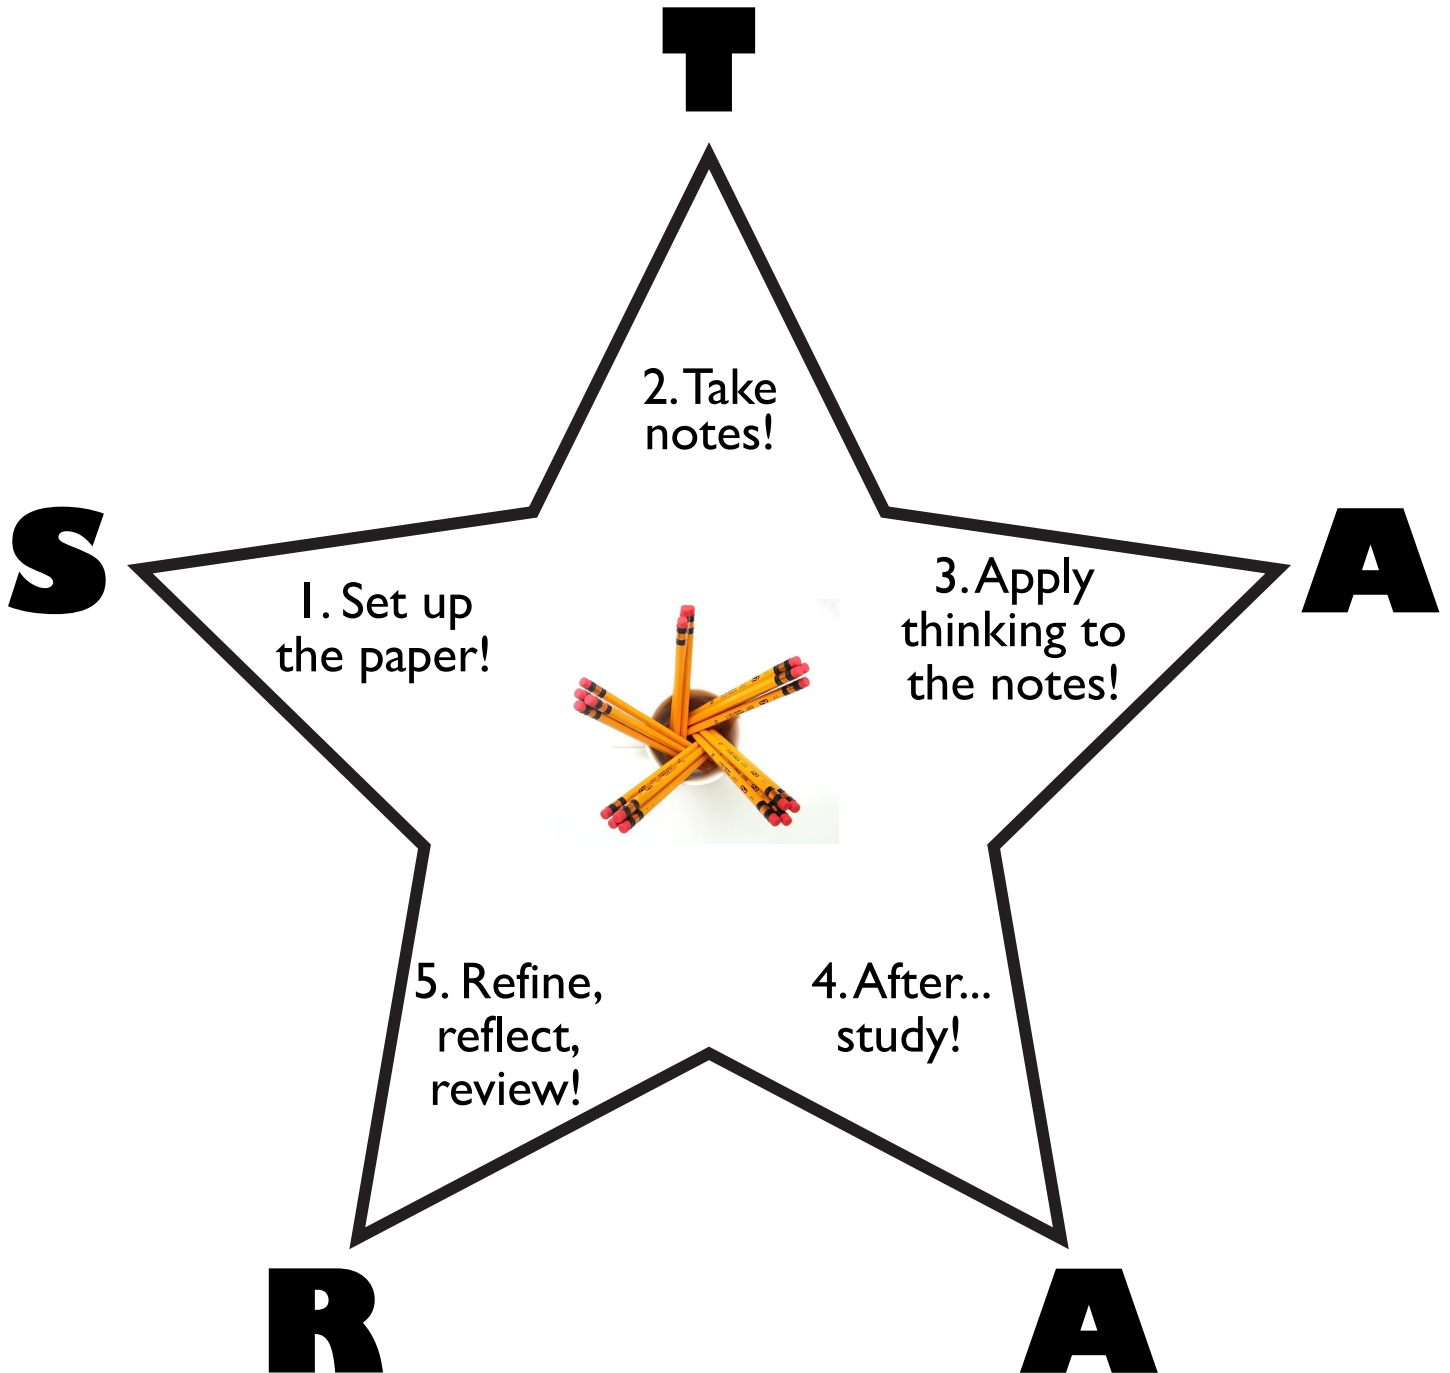 T
2. Take
notes!
S
A
1. Set up
the paper!
3. Apply
thinking to
the notes!
5. Refine,
reflect,
review!
4. After...
study!
R
A